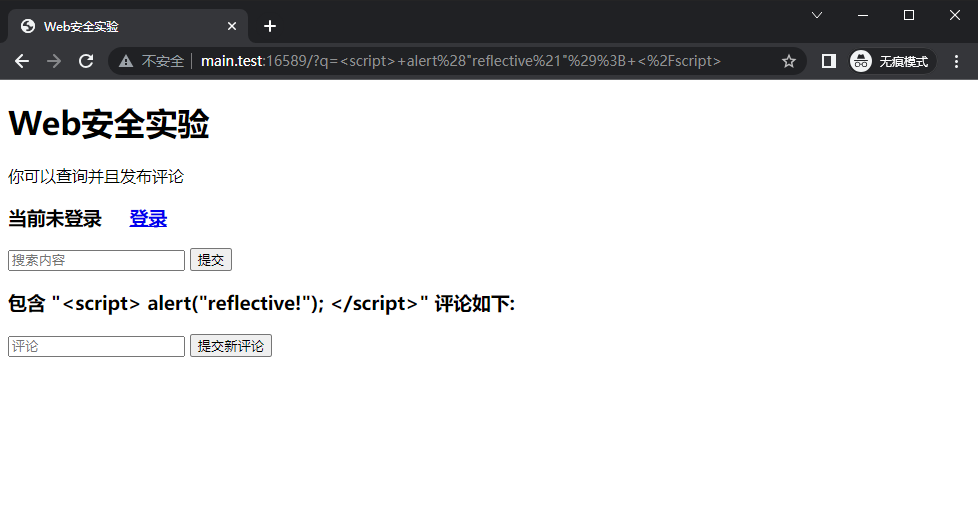 Web安全实验
不安全 main.test:16589/?q=<script>+alert%28"reflective%21"%29%3B+<%2Fscript> 无痕模式
Web安全实验
你可以查询并且发布评论
当前未登录 登录
搜索内容 提交
包含 "<script> alert("reflective!"); </script>" 评论如下:
评论 提交新评论